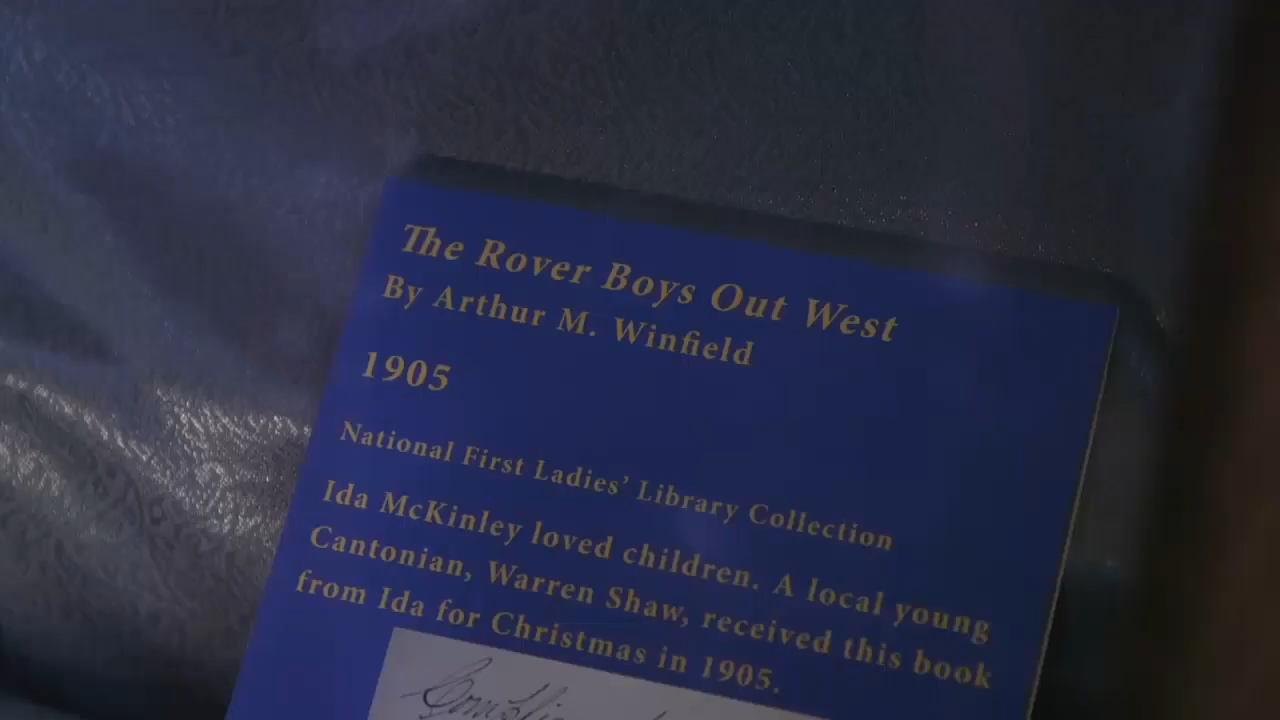 The Rover Boys Out West
By Arthur M. Winfield
1905
National First Ladies' Library Collection
Ida McKinley loved children. A local young
Cantonian, Warren Shaw, received this book
from Ida for Christmas in 1905.